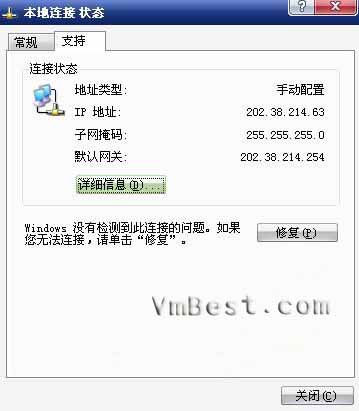 本地连接 状态
常规 支持
连接状态
地址类型: 手动配置
IP 地址: 202.38.214.63
子网掩码: 255.255.255.0
默认网关: 202.38.214.254
详细信息(D)...
Windows 没有检测到此连接的问题。如果
您无法连接，请单击“修复”。
修复(P)
VmBest.com
关闭(C)